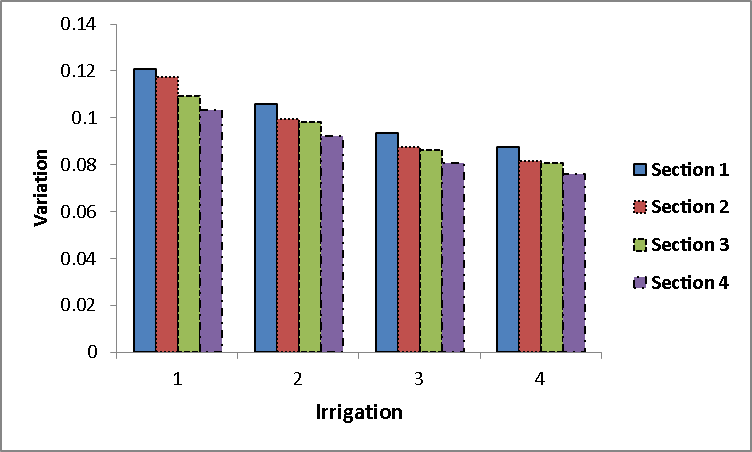 0.14
0.12
0.1
0.08
0.06
0.04
0.02
0
Variation
1 2 3 4
Irrigation
Section 1
Section 2
Section 3
Section 4